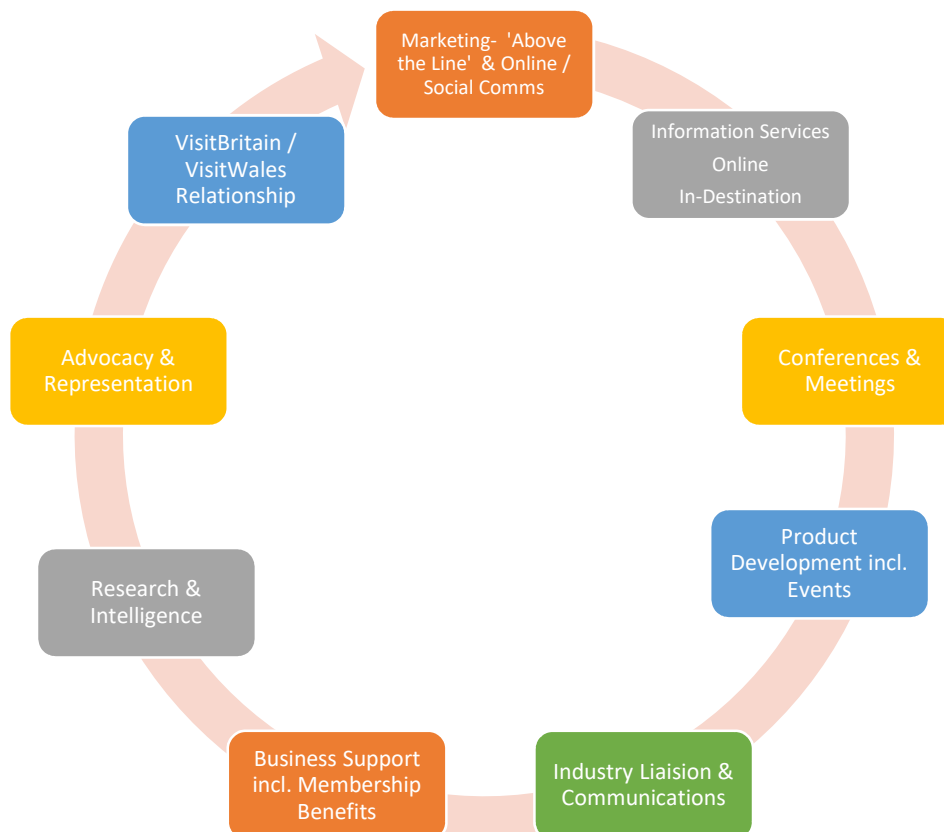 Marketing- 'Above
the Line' & Online /
Social Comms
Information Services
Online
In-Destination
Conferences &
Meetings
Product
Development incl.
Events
Industry Liaision &
Communications
Business Support
incl. Membership
Benefits
Research &
Intelligence
Advocacy &
Representation
VisitBritain /
VisitWales
Relationship